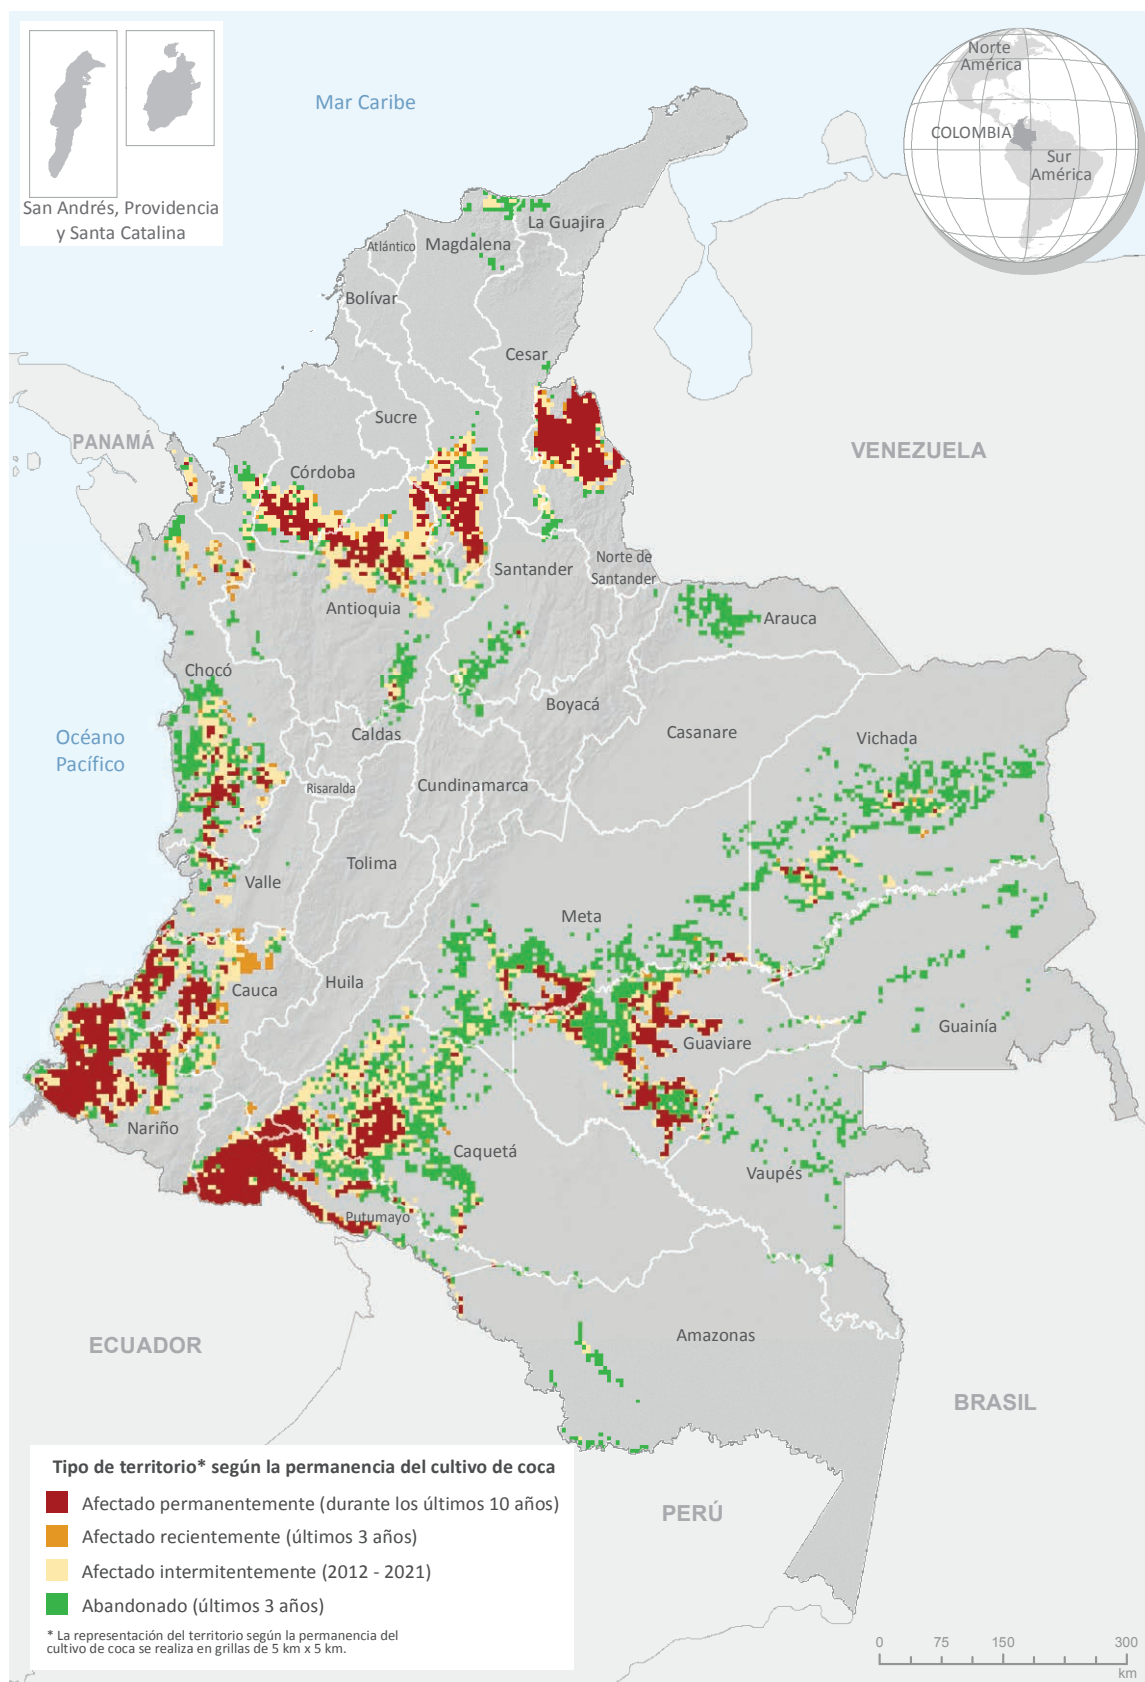 Norte
América
Mar Caribe
COLOMBIA
Sur
América
San Andrés, Providencia
y Santa Catalina
La Guajira
Atlántico
Magdalena
Bolívar
Cesar
Sucre
PANAMÁ
VENEZUELA
Córdoba
Norte de
Santander
Santander
Antioquia
Arauca
Chocó
Boyacá
Océano
Pacífico
Caldas
Casanare
Vichada
Cundinamarca
Risaralda
Tolima
Valle
Meta
Huila
Cauca
Guainía
Guaviare
Nariño
Caquetá
Vaupés
Putumayo
Amazonas
ECUADOR
BRASIL
PERÚ
Tipo de territorio* según la permanencia del cultivo de coca
Afectado permanentemente (durante los últimos 10 años)
Afectado recientemente (últimos 3 años)
Afectado intermitentemente (2012 - 2021)
Abandonado (últimos 3 años)
* La representación del territorio según la permanencia del
cultivo de coca se realiza en grillas de 5 km x 5 km.
0 75 150 300
km